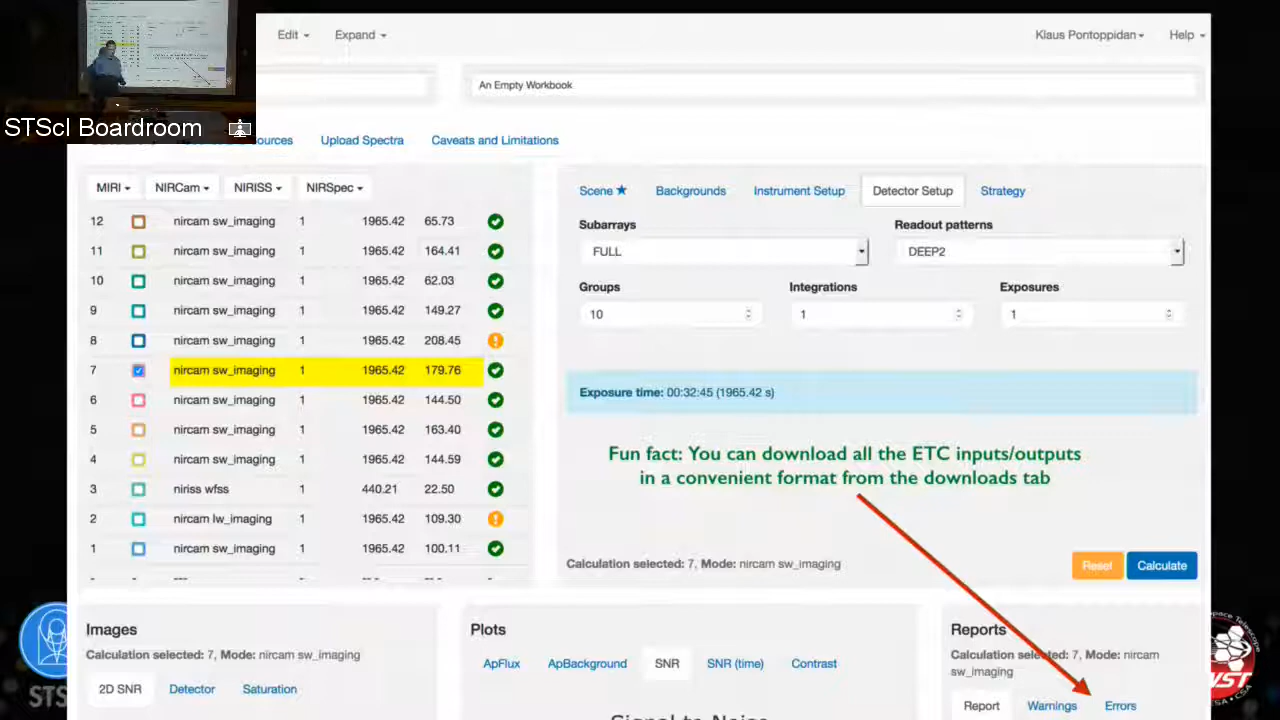 Edit Expand Klaus Pontoppidan Help
An Empty Workbook
STScI Boardroom
ources Upload Spectra Caveats and Limitations
MIRI NIRCam NIRISS NIRSpec
Scene ★ Backgrounds Instrument Setup Detector Setup Strategy
12 nircam sw_imaging 1 1965.42 65.73
11 nircam sw_imaging 1 1965.42 164.41
10 nircam sw_imaging 1 1965.42 62.03
9 nircam sw_imaging 1 1965.42 149.27
8 nircam sw_imaging 1 1965.42 208.45
7 nircam sw_imaging 1 1965.42 179.76
6 nircam sw_imaging 1 1965.42 144.50
5 nircam sw_imaging 1 1965.42 163.40
4 nircam sw_imaging 1 1965.42 144.59
3 niriss wfss 1 440.21 22.50
2 nircam lw_imaging 1 1965.42 109.30
1 nircam sw_imaging 1 1965.42 100.11
Subarrays Readout patterns
FULL DEEP2
Groups Integrations Exposures
10 1 1
Exposure time: 00:32:45 (1965.42 s)
Fun fact: You can download all the ETC inputs/outputs
in a convenient format from the downloads tab
Calculation selected: 7, Mode: nircam sw_imaging
Reset Calculate
Images
Calculation selected: 7, Mode: nircam sw_imaging
2D SNR Detector Saturation
Plots
ApFlux ApBackground SNR SNR (time) Contrast
Signal to Noise
Reports
Calculation selected: 7, Mode: nircam
sw_imaging
Report Warnings Errors
STS
pace Telescope
WST
ESA • CSA